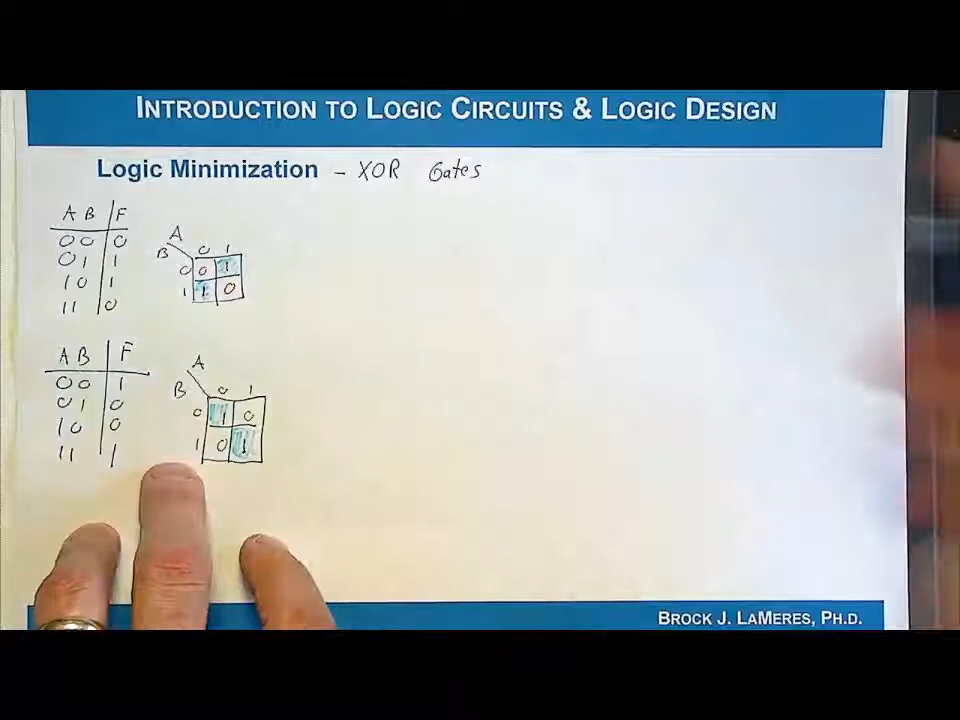 INTRODUCTION TO LOGIC CIRCUITS & LOGIC DESIGN
Logic Minimization - XOR Gates
A B F
0 0 0
0 1 1
1 0 1
1 1 0
A
B 0 1
0 0 1
1 1 0
A B F
0 0 1
0 1 0
1 0 0
1 1 1
A
B 0 1
0 1 0
1 0 1
BROCK J. LAMERES, PH.D.